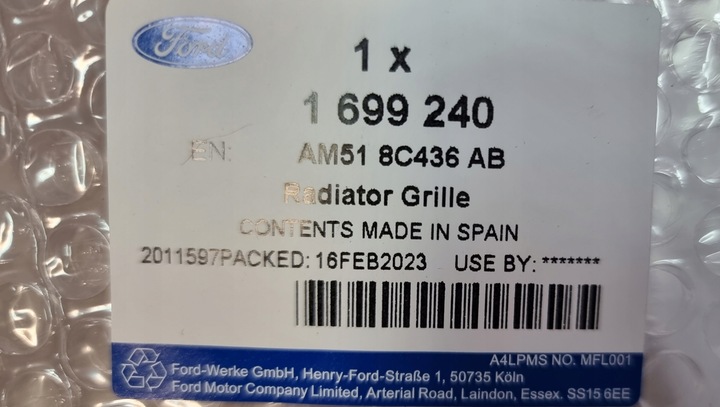 Ford
1 x
1 699 240
EN: AM51 8C436 AB
Radiator Grille
CONTENTS MADE IN SPAIN
2011597PACKED: 16FEB2023 USE BY: *******
A4LPMS NO. MFL001
Ford-Werke GmbH, Henry-Ford-Straße 1, 50735 Köln
Ford Motor Company Limited, Arterial Road, Laindon, Essex. SS15 6EE